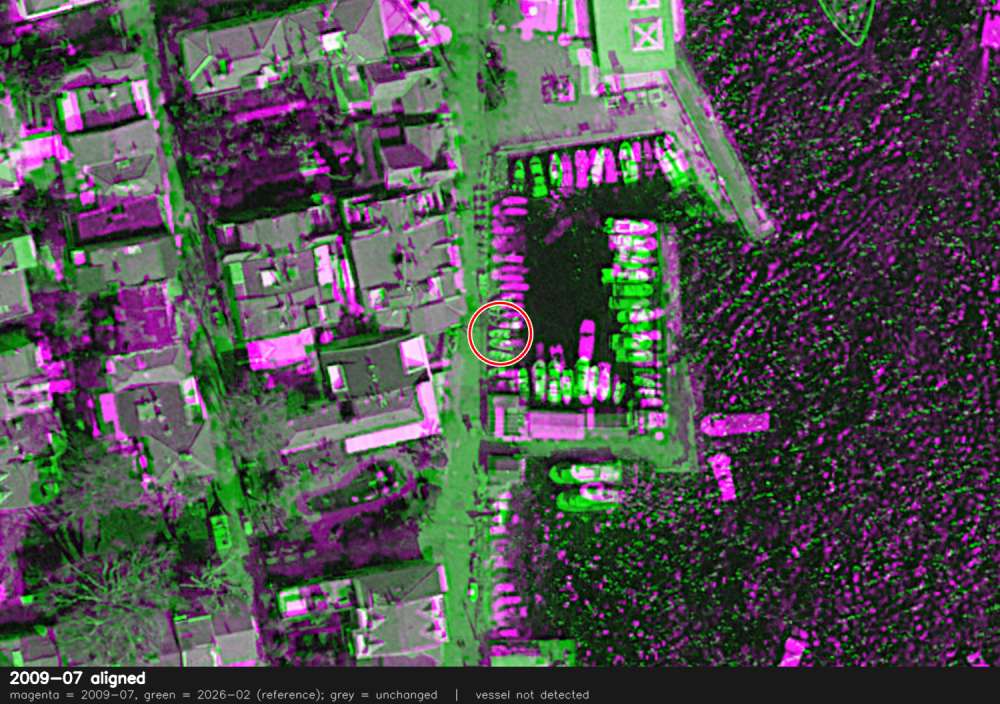 2009-07 aligned
magenta = 2009-07, green = 2026-02 (reference); grey = unchanged | vessel not detected